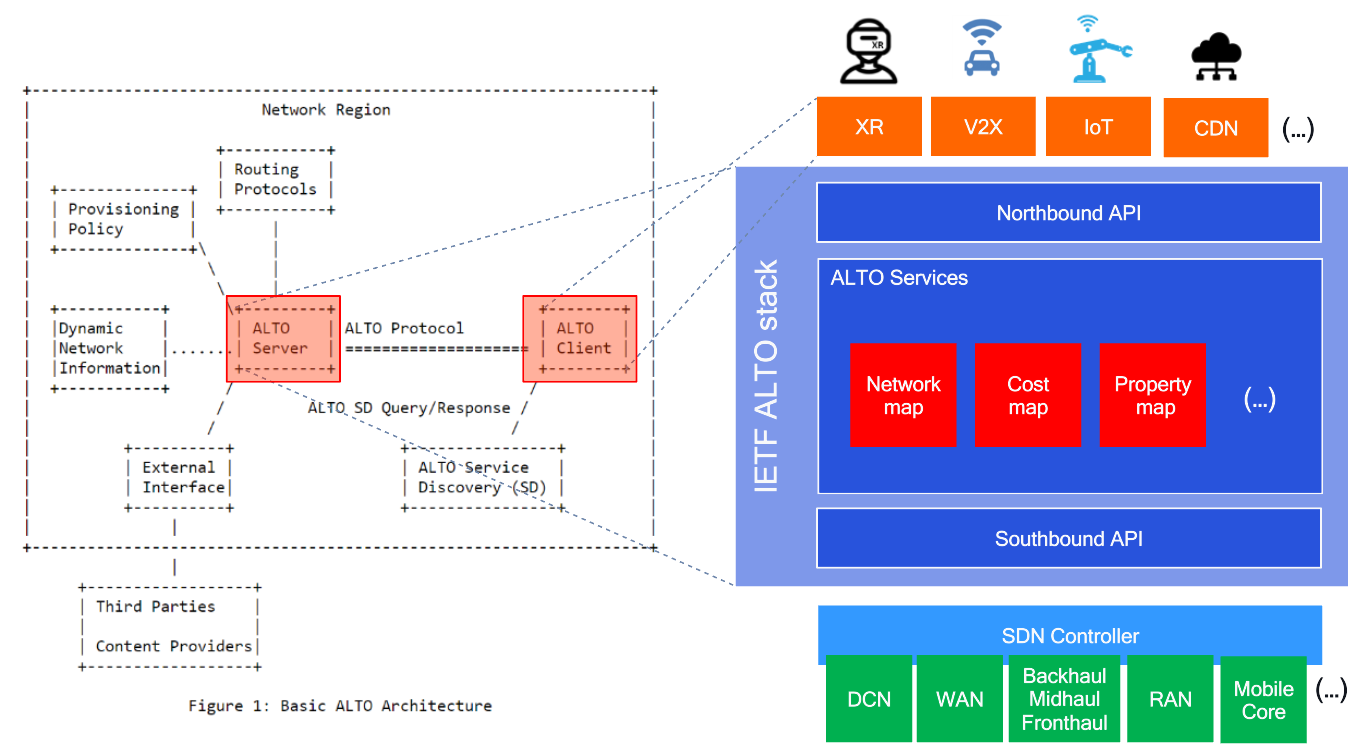 Network Region
Routing
Protocols
Provisioning
Policy
Dynamic
Network
Information
ALTO
Server
ALTO Protocol
ALTO
Client
ALTO SD Query/Response
External
Interface
ALTO Service
Discovery (SD)
Third Parties
Content Providers
Figure 1: Basic ALTO Architecture
XR
XR
V2X
IoT
CDN
(...)
IETF ALTO stack
Northbound API
ALTO Services
Network
map
Cost
map
Property
map
(...)
Southbound API
SDN Controller
DCN
WAN
Backhaul
Midhaul
Fronthaul
RAN
Mobile
Core
(...)